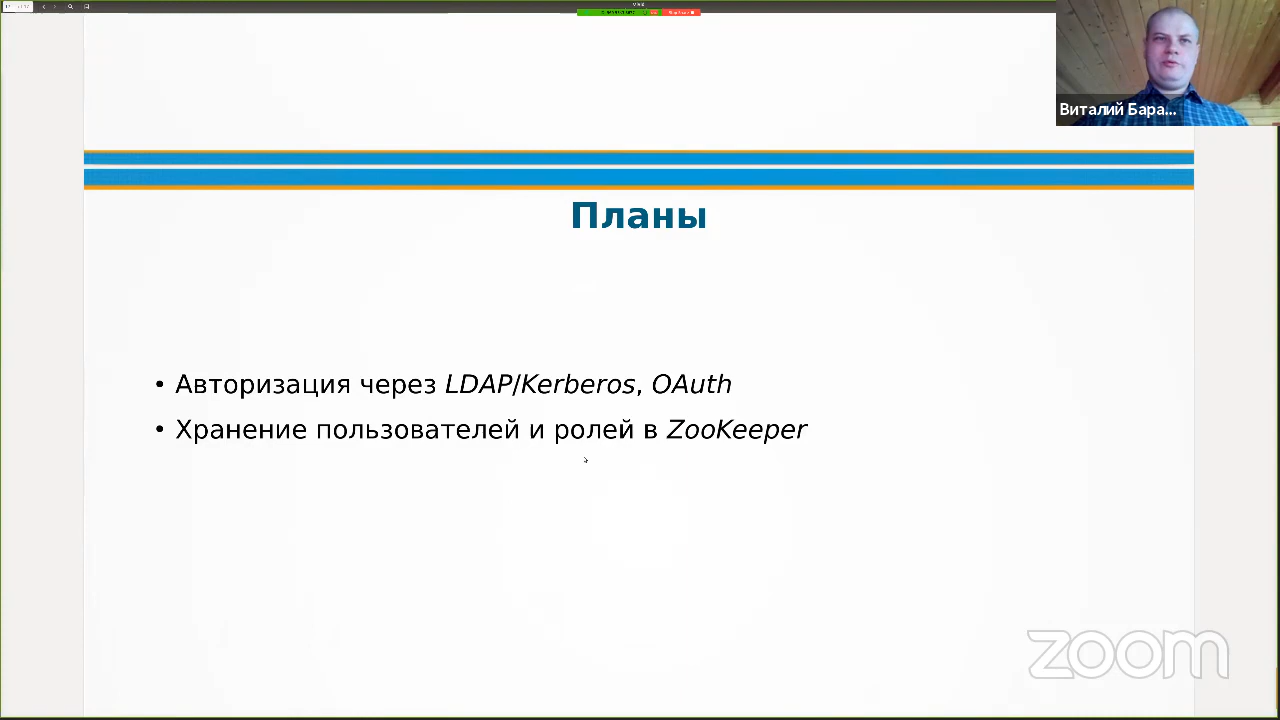 Виталий Бара...
Планы
• Авторизация через LDAP/Kerberos, OAuth
• Хранение пользователей и ролей в ZooKeeper
zoom